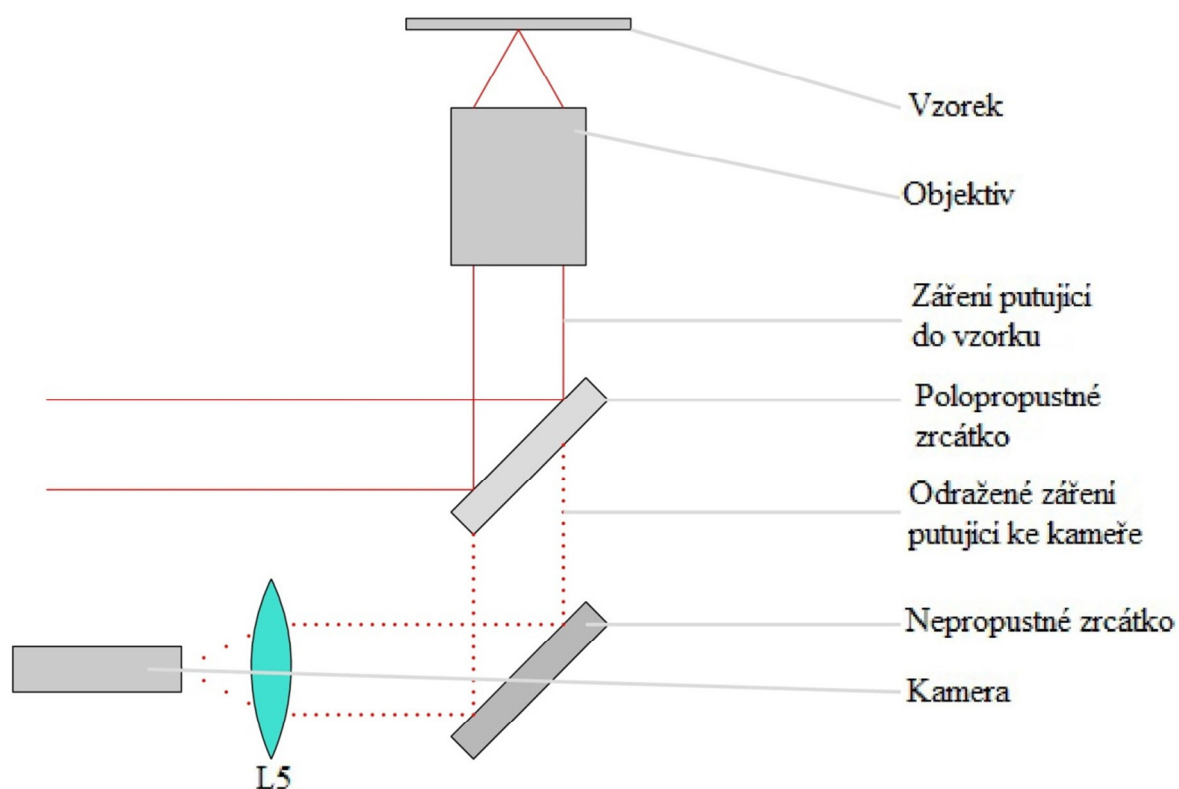 Vzorek
Objektiv
Záření putující
do vzorku
Polopropustné
zrcátko
Odražené záření
putující ke kameře
Nepropustné zrcátko
Kamera
L5